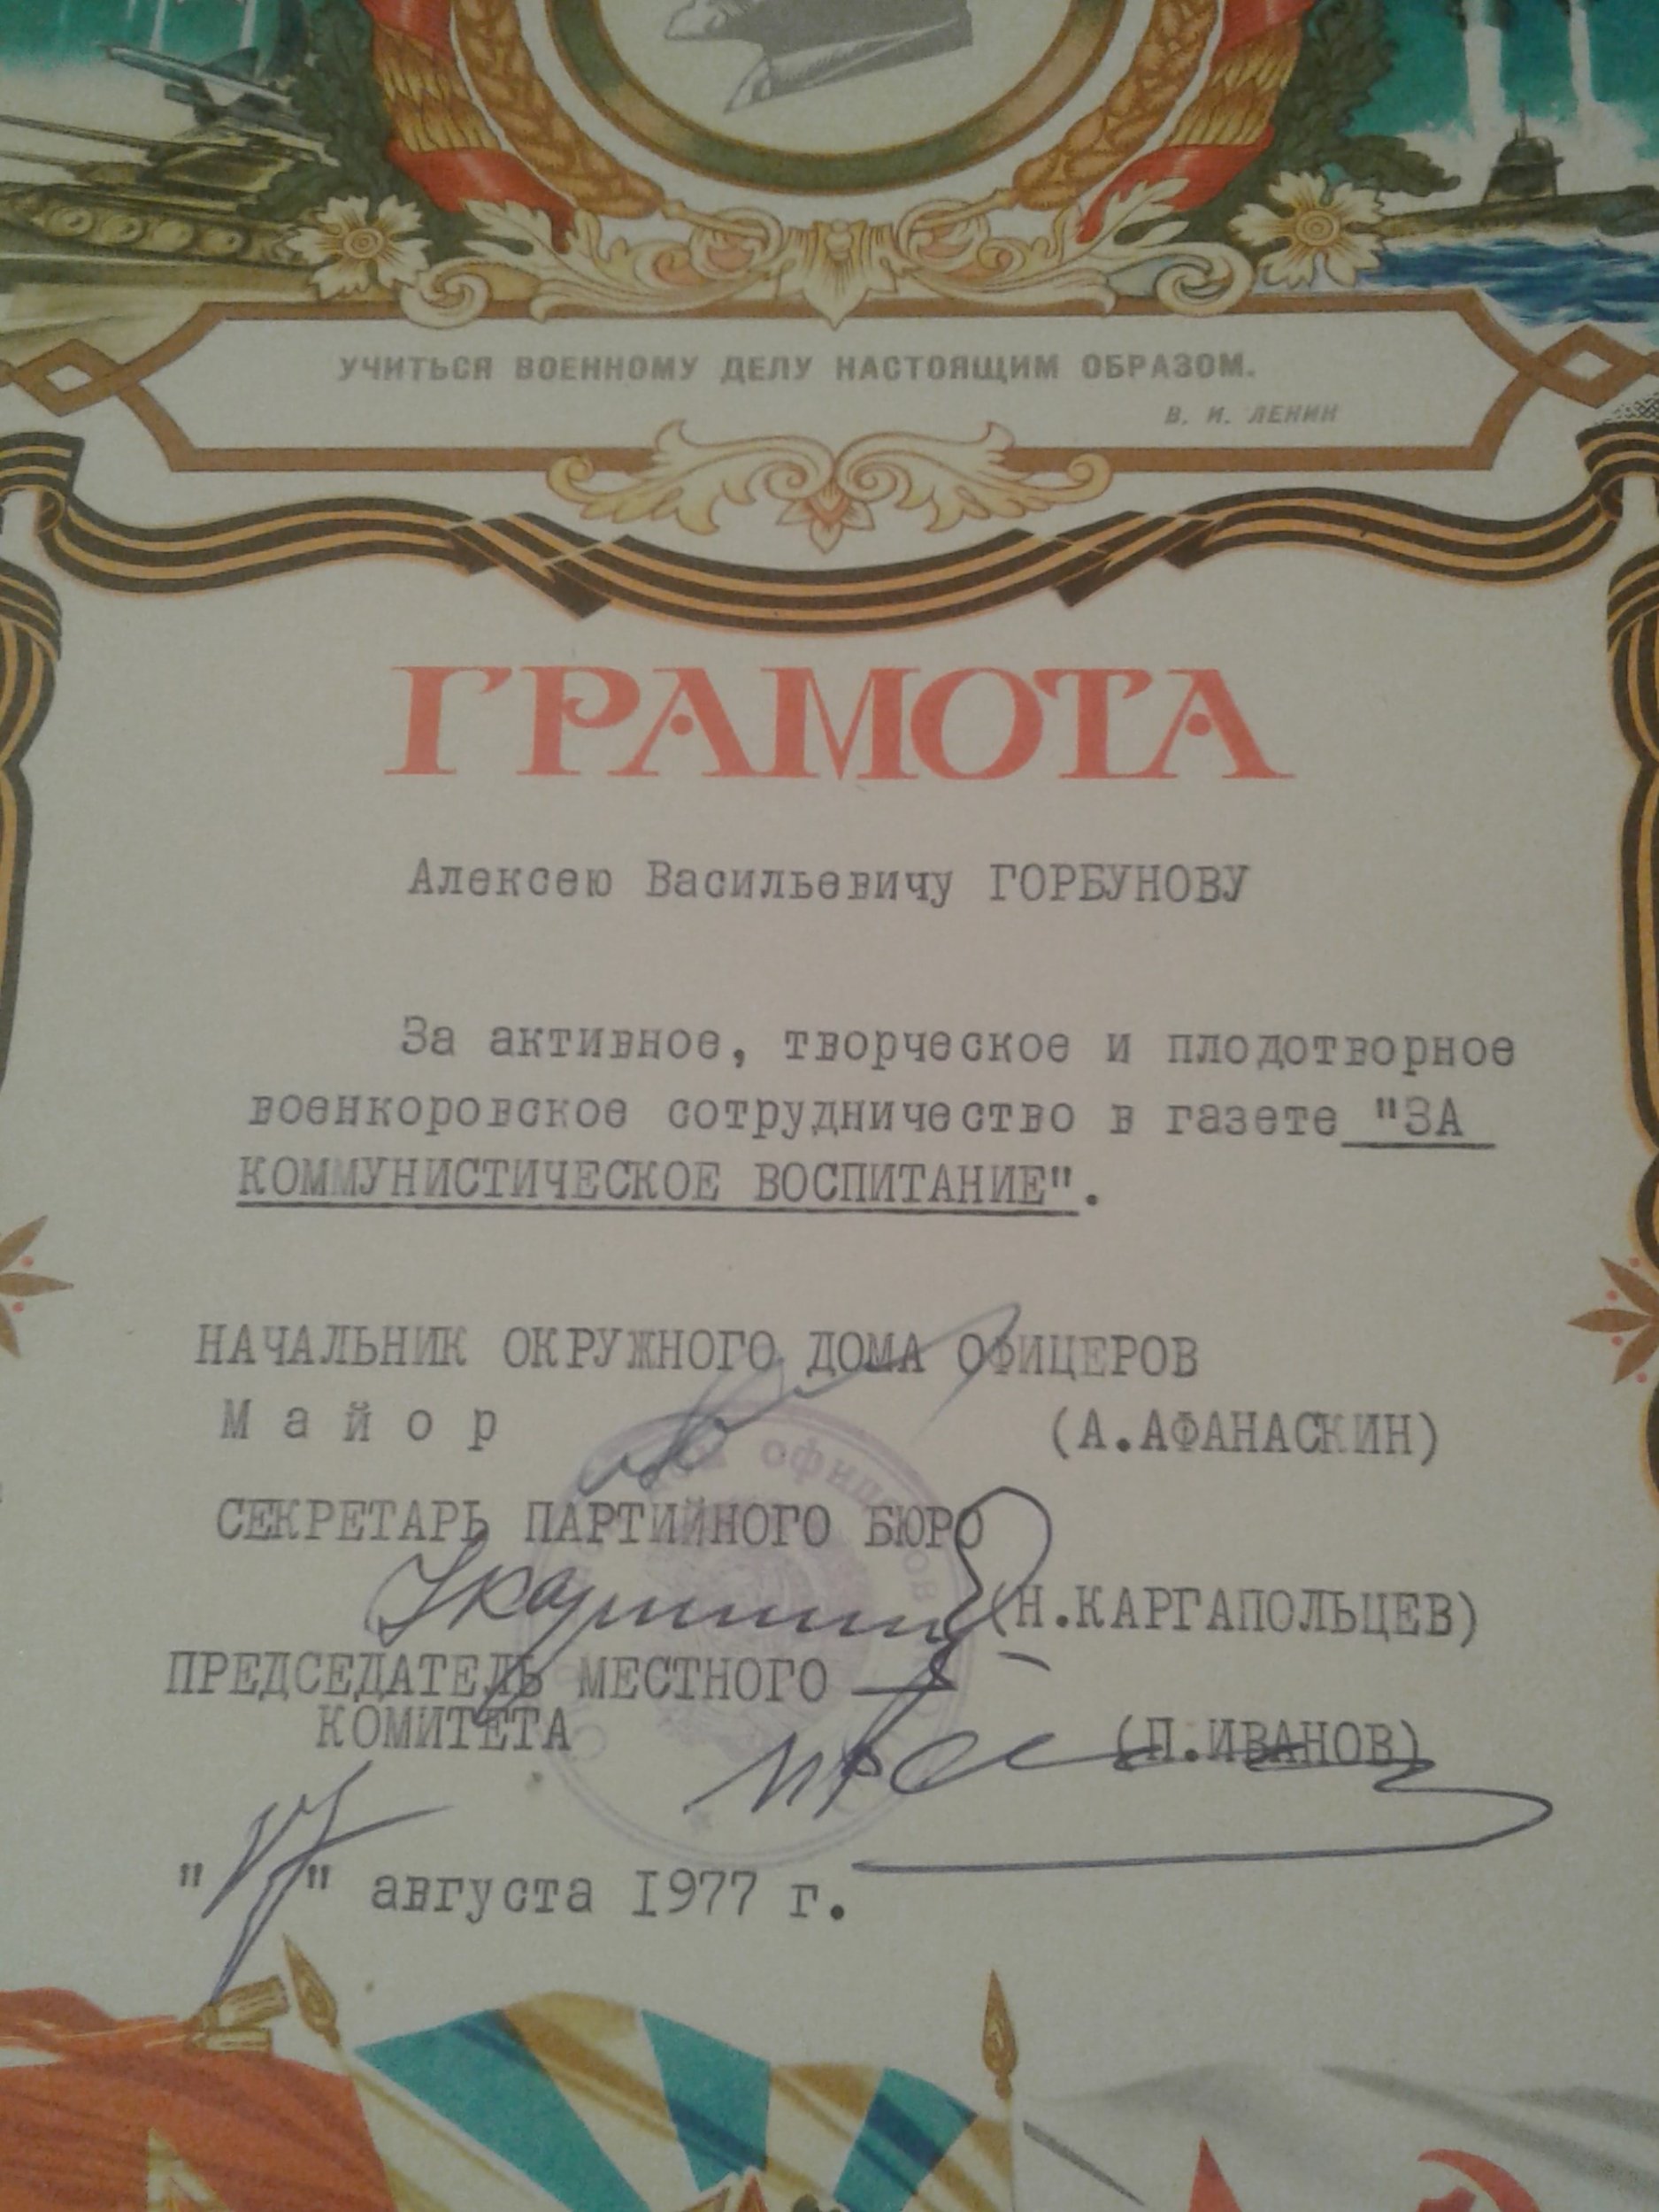 УЧИТЬСЯ ВОЕННОМУ ДЕЛУ НАСТОЯЩИМ ОБРАЗОМ.
В. И. ЛЕНИН
ГРАМОТА
Алексею Васильевичу ГОРБУНОВУ
За активное, творческое и плодотворное
военкоровское сотрудничество в газете "ЗА
КОММУНИСТИЧЕСКОЕ ВОСПИТАНИЕ".
НАЧАЛЬНИК ОКРУЖНОГО ДОМА ОФИЦЕРОВ
М а й о р (А.АФАНАСКИН)
офицеров
СЕКРЕТАРЬ ПАРТИЙНОГО БЮРО
(Н.КАРГАПОЛЬЦЕВ)
ПРЕДСЕДАТЕЛЬ МЕСТНОГО
КОМИТЕТА (П.ИВАНОВ)
" " августа 1977 г.